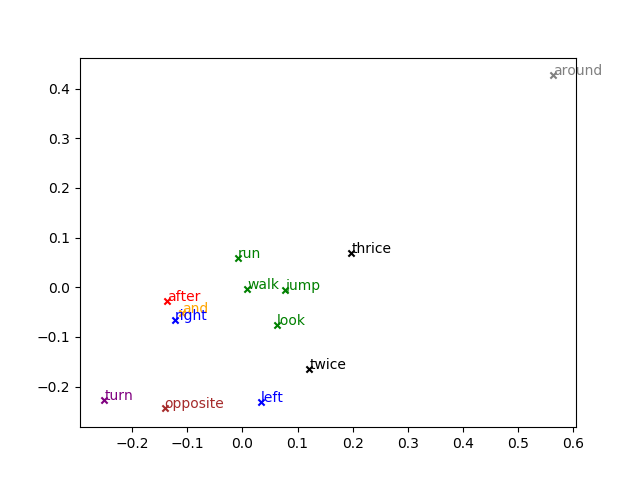 around
0.4
0.3
0.2
thrice
0.1
run
walk
jump
0.0
after
and
right
look
−0.1
twice
−0.2
turn
opposite
left
−0.2 −0.1 0.0 0.1 0.2 0.3 0.4 0.5 0.6